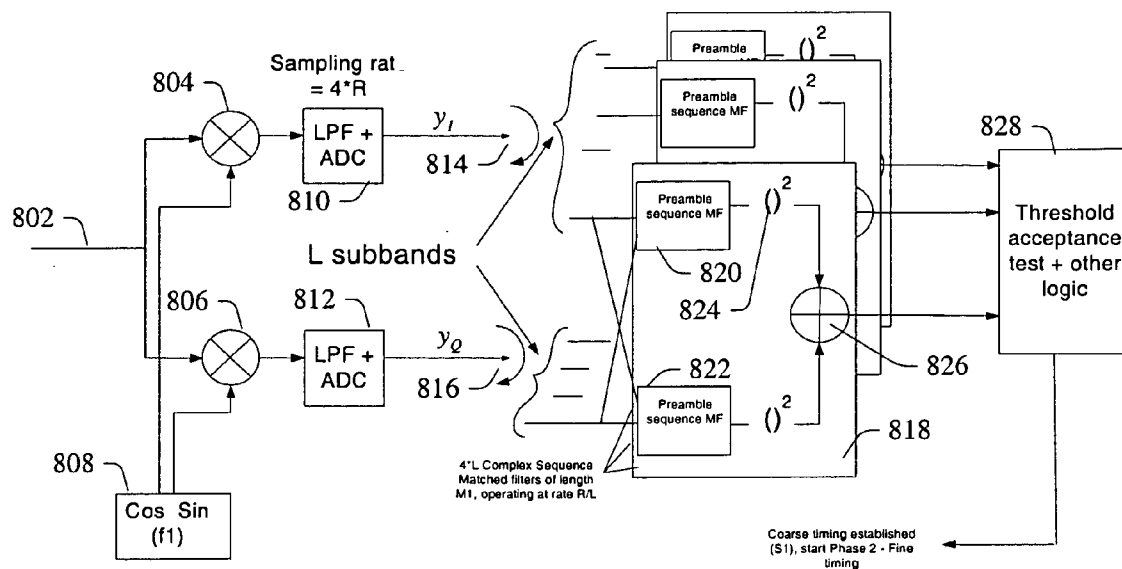 804
Sampling rat
= 4*R
LPF +
ADC
810
y_I
814
802
L subbands
806
812
LPF +
ADC
y_Q
816
808
Cos Sin
(f1)
Preamble
()²
Preamble
sequence MF
()²
Preamble
sequence MF
()²
820
824
826
822
Preamble
sequence MF
()²
818
4*L Complex Sequence
Matched filters of length
M1, operating at rate R/L
828
Threshold
acceptance
test + other
logic
Coarse timing established
(S1), start Phase 2 - Fine
timing